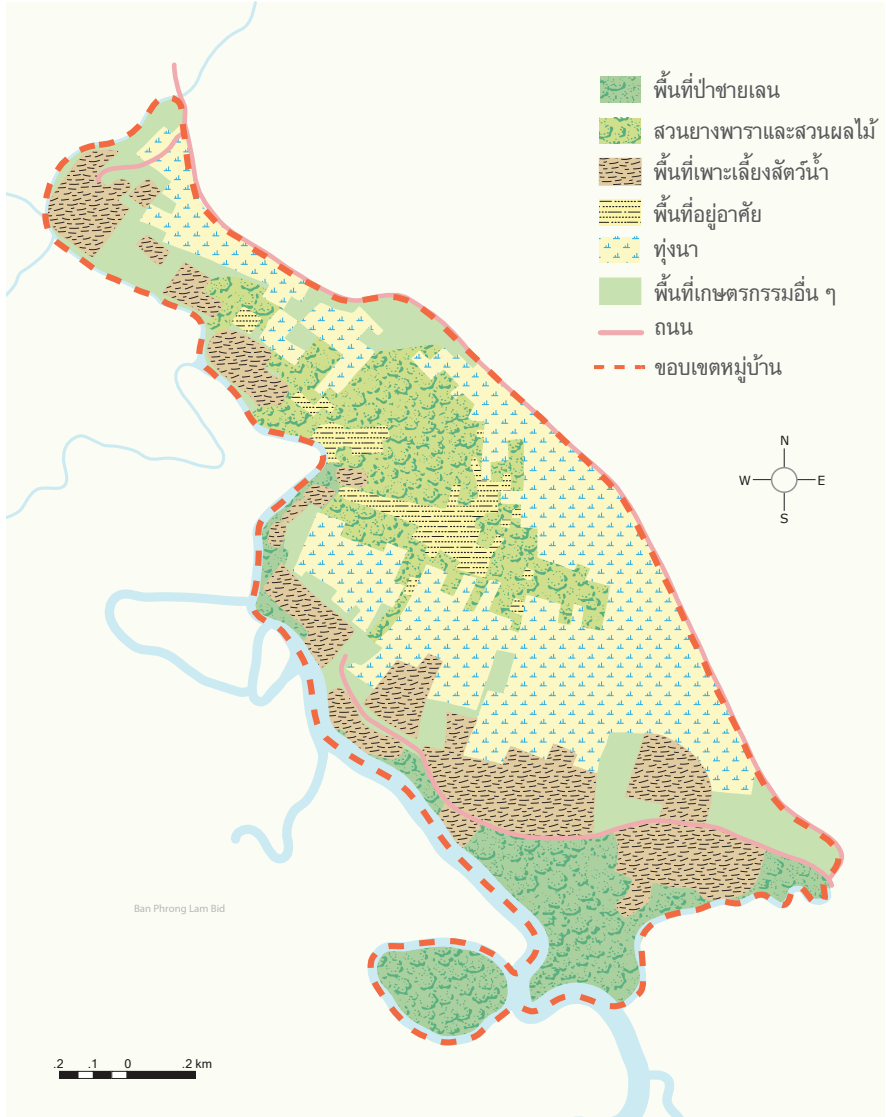 พื้นที่ป่าชายเลน
สวนยางพาราและสวนผลไม้
พื้นที่เพาะเลี้ยงสัตว์น้ำ
พื้นที่อยู่อาศัย
ทุ่งนา
พื้นที่เกษตรกรรมอื่น ๆ
ถนน
ขอบเขตหมู่บ้าน
N
W E
S
Ban Phrong Lam Bid
.2 .1 0 .2 km